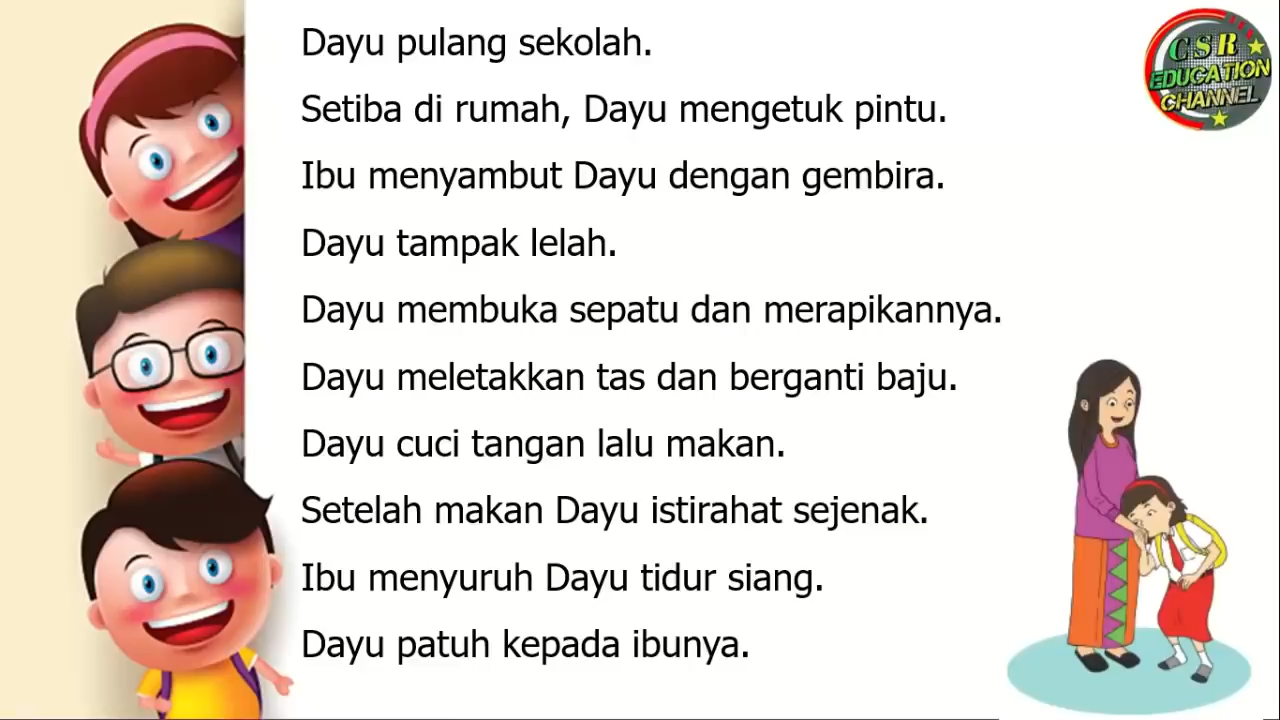 Dayu pulang sekolah.
Setiba di rumah, Dayu mengetuk pintu.
Ibu menyambut Dayu dengan gembira.
Dayu tampak lelah.
Dayu membuka sepatu dan merapikannya.
Dayu meletakkan tas dan berganti baju.
Dayu cuci tangan lalu makan.
Setelah makan Dayu istirahat sejenak.
Ibu menyuruh Dayu tidur siang.
Dayu patuh kepada ibunya.
CSR
EDUCATION
CHANNEL